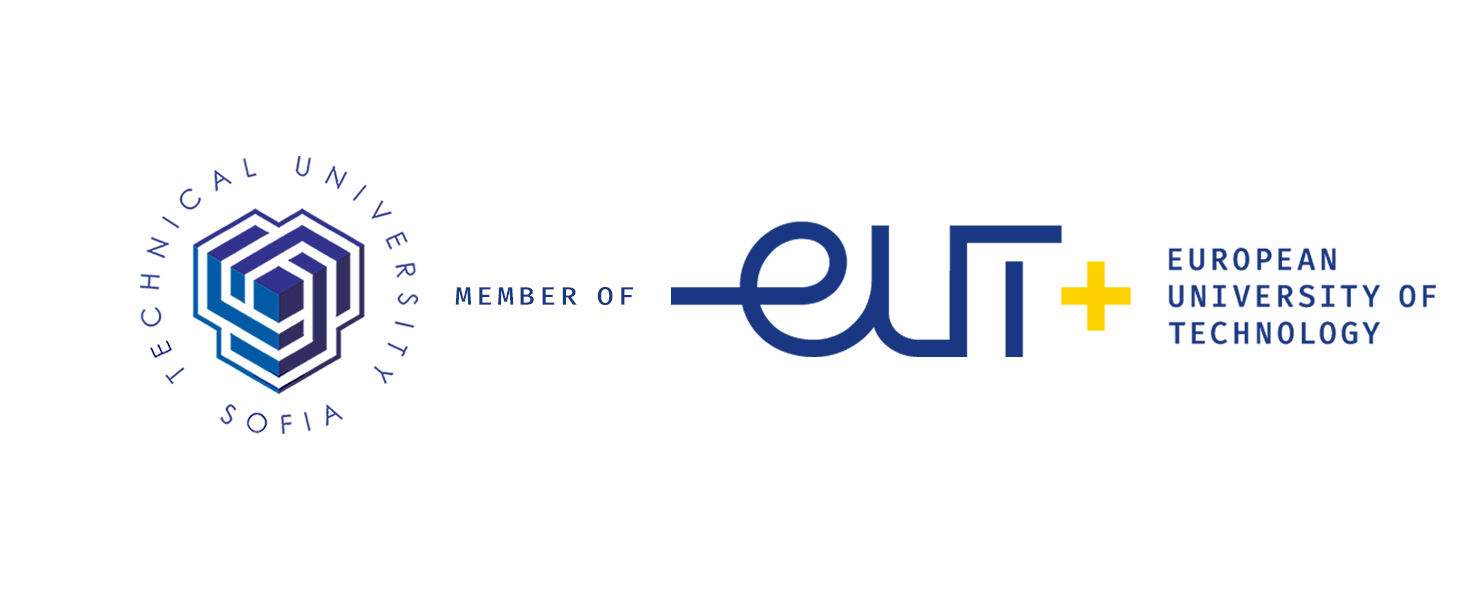 TECHNICAL UNIVERSITY
SOFIA
MEMBER OF
eut+
EUROPEAN
UNIVERSITY OF
TECHNOLOGY